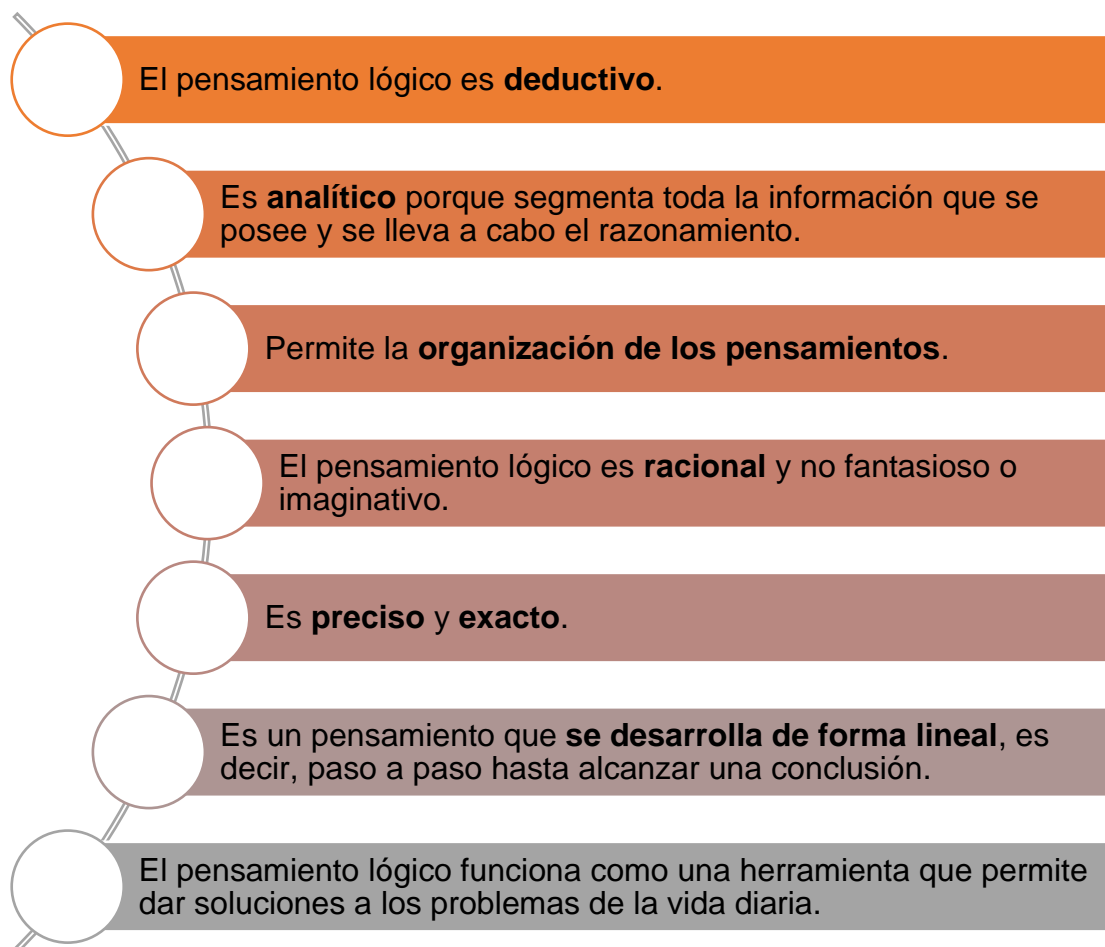 El pensamiento lógico es deductivo.
Es analítico porque segmenta toda la información que se
posee y se lleva a cabo el razonamiento.
Permite la organización de los pensamientos.
El pensamiento lógico es racional y no fantasioso o
imaginativo.
Es preciso y exacto.
Es un pensamiento que se desarrolla de forma lineal, es
decir, paso a paso hasta alcanzar una conclusión.
El pensamiento lógico funciona como una herramienta que permite
dar soluciones a los problemas de la vida diaria.